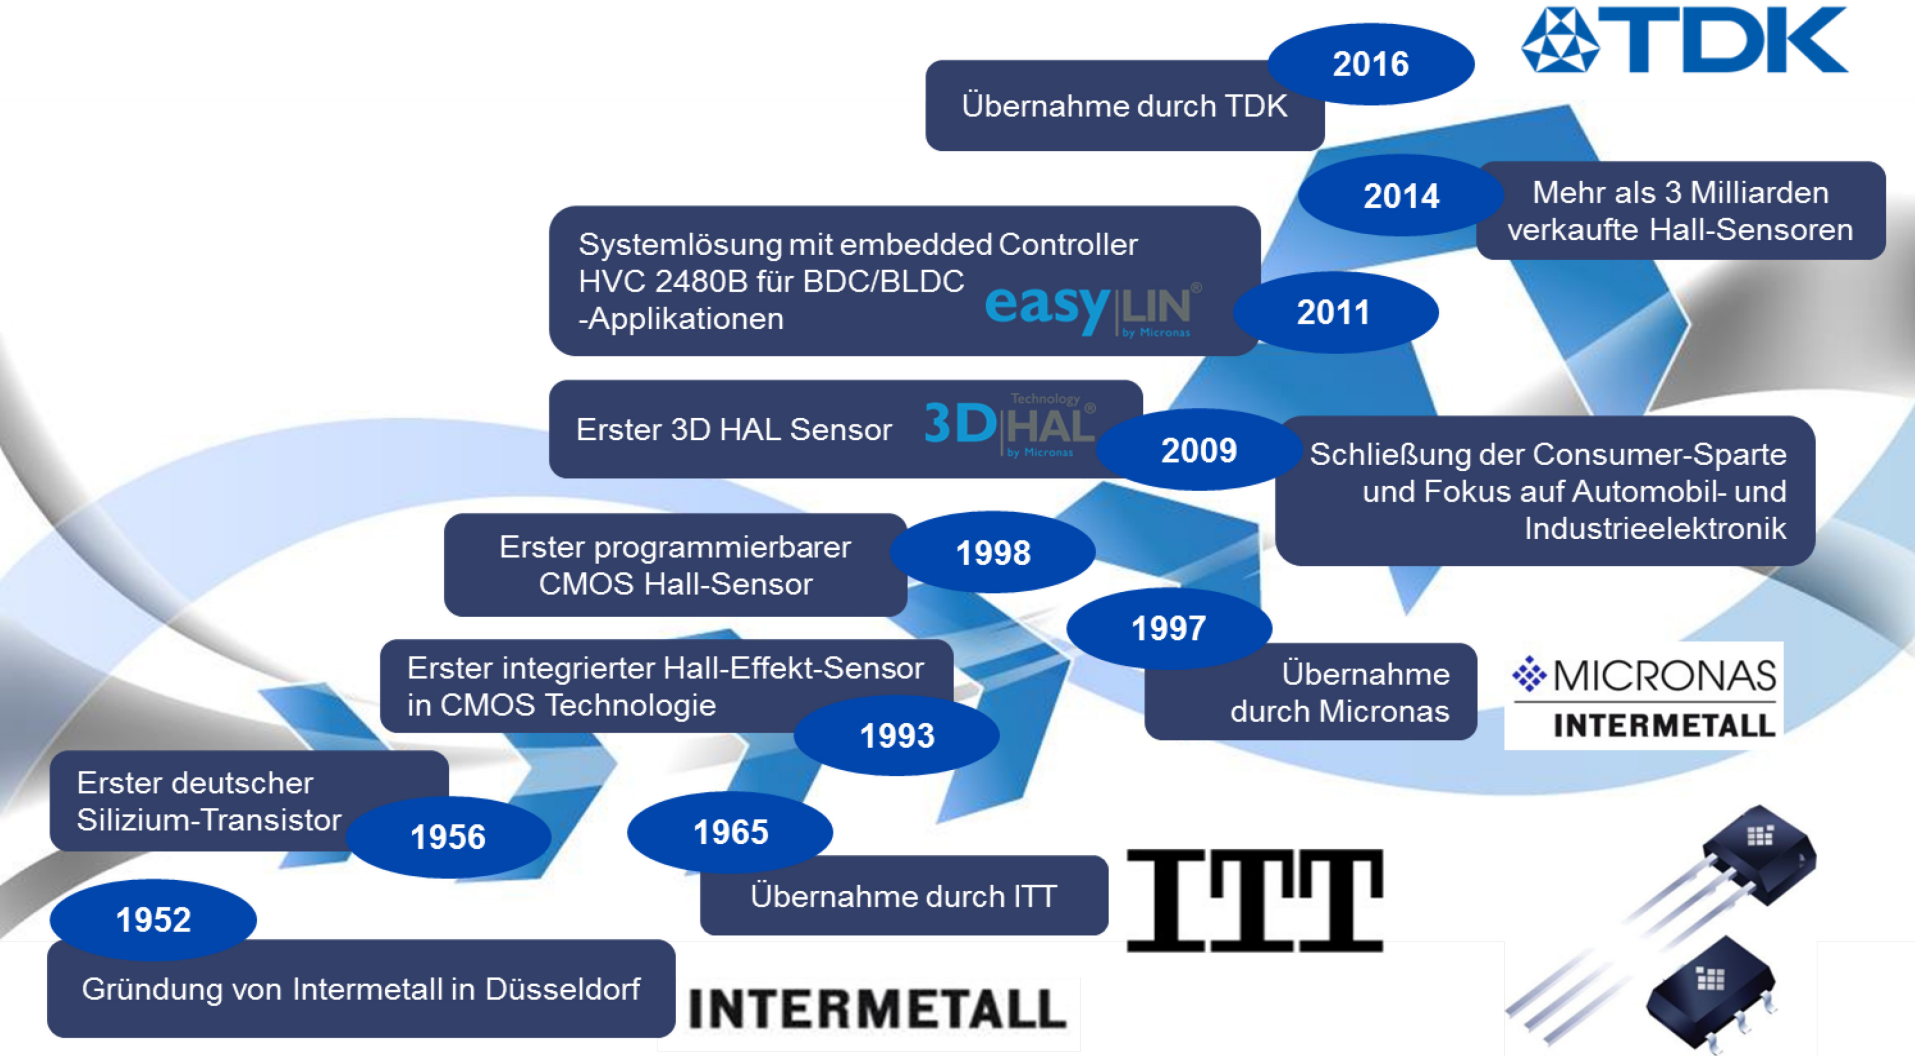 TDK
2016
Übernahme durch TDK
2014
Mehr als 3 Milliarden
verkaufte Hall-Sensoren
Systemlösung mit embedded Controller
HVC 2480B für BDC/BLDC
-Applikationen
easy|LIN®
by Micronas
2011
Erster 3D HAL Sensor
Technology
3D|HAL®
by Micronas
2009
Schließung der Consumer-Sparte
und Fokus auf Automobil- und
Industrieelektronik
Erster programmierbarer
CMOS Hall-Sensor
1998
1997
Übernahme
durch Micronas
MICRONAS
INTERMETALL
Erster integrierter Hall-Effekt-Sensor
in CMOS Technologie
1993
Erster deutscher
Silizium-Transistor
1956
1965
Übernahme durch ITT
ITT
1952
Gründung von Intermetall in Düsseldorf
INTERMETALL